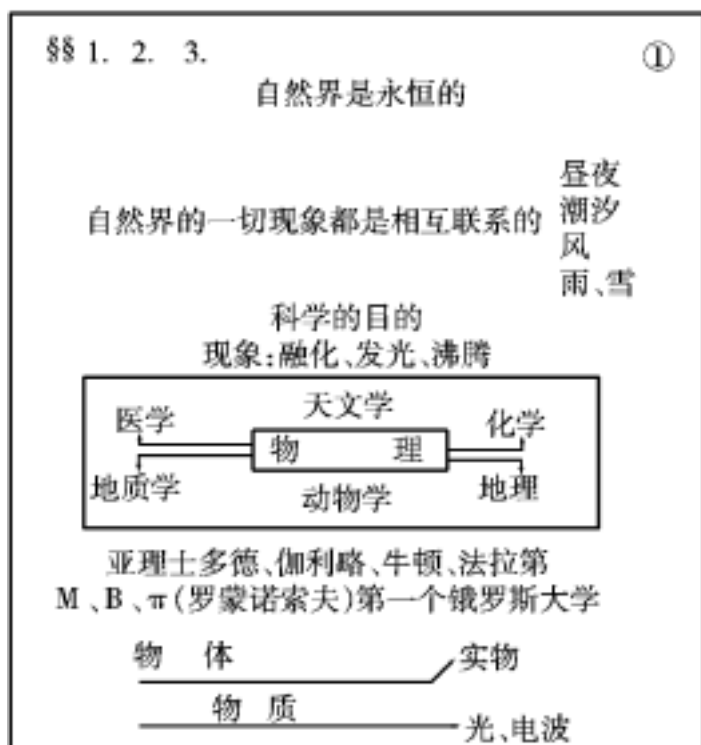 §§ 1. 2. 3. ①
自然界是永恒的
昼夜
自然界的一切现象都是相互联系的 潮汐
风
雨、雪
科学的目的
现象:融化、发光、沸腾
天文学
医学 化学
物 理
地质学 动物学 地理
亚理士多德、伽利略、牛顿、法拉第
M、B、π(罗蒙诺索夫)第一个锇罗斯大学
物 体 实物
物 质
光、电波